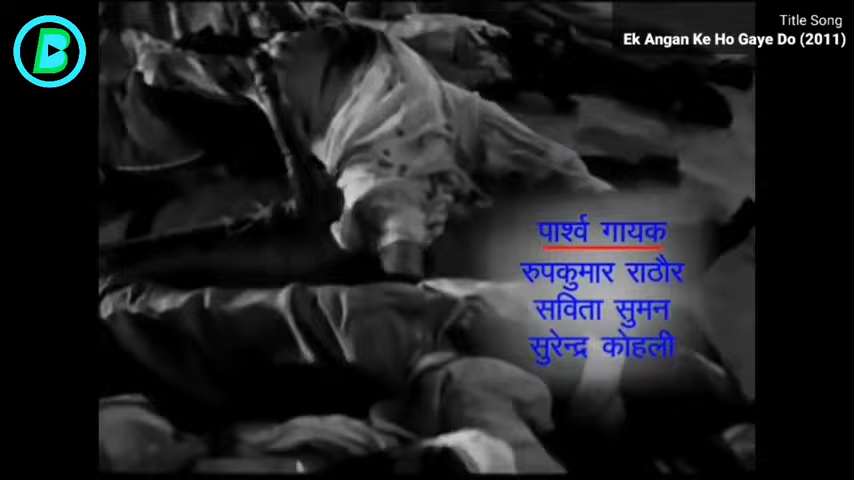 Title Song
Ek Angan Ke Ho Gaye Do (2011)
पार्श्व गायक
रुपकुमार राठौर
सविता सुमन
सुरेन्द्र कोहली